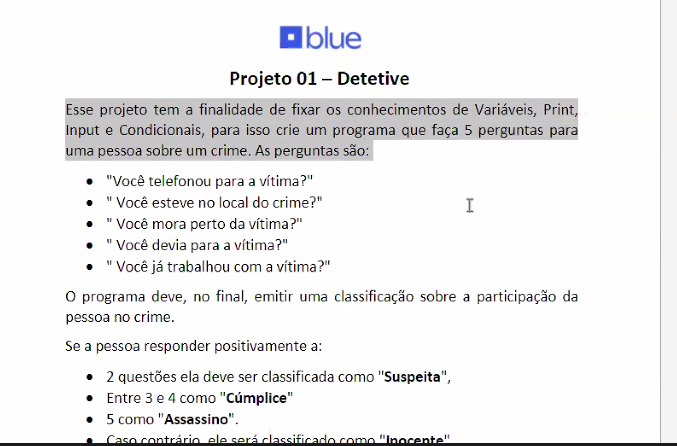 blue
Projeto 01 – Detetive
Esse projeto tem a finalidade de fixar os conhecimentos de Variáveis, Print,
Input e Condicionais, para isso crie um programa que faça 5 perguntas para
uma pessoa sobre um crime. As perguntas são:
• "Você telefonou para a vítima?"
• " Você esteve no local do crime?"
• " Você mora perto da vítima?"
• " Você devia para a vítima?"
• " Você já trabalhou com a vítima?"
O programa deve, no final, emitir uma classificação sobre a participação da
pessoa no crime.
Se a pessoa responder positivamente a:
• 2 questões ela deve ser classificada como "Suspeita",
• Entre 3 e 4 como "Cúmplice"
• 5 como "Assassino".
• Caso contrário, ele será classificado como "Inocente"